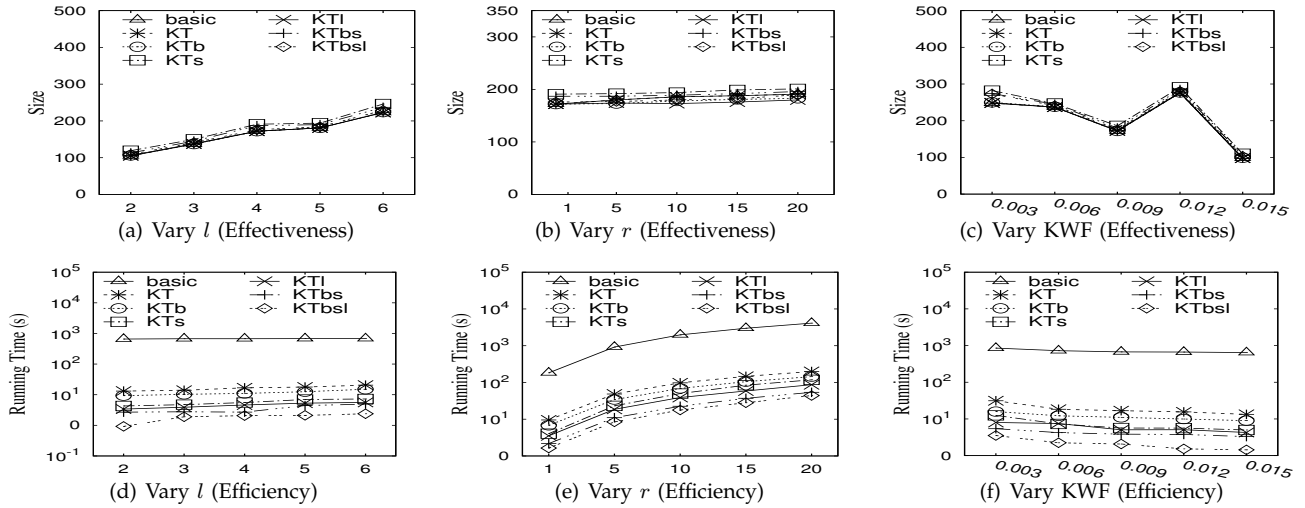 500
400
300
200
100
0
Size
basic
KT
KTb
KTs
KTl
KTbs
KTbsl
2 3 4 5 6
(a) Vary l (Effectiveness)
350
300
200
100
0
Size
basic
KT
KTb
KTs
KTl
KTbs
KTbsl
1 5 10 15 20
(b) Vary r (Effectiveness)
500
400
300
200
100
0
Size
basic
KT
KTb
KTs
KTl
KTbs
KTbsl
0.003 0.006 0.009 0.012 0.015
(c) Vary KWF (Effectiveness)
10^5
10^4
10^3
10^2
10^1
0
10^-1
Running Time (s)
basic
KT
KTb
KTs
KTl
KTbs
KTbsl
2 3 4 5 6
(d) Vary l (Efficiency)
10^5
10^4
10^3
10^2
10^1
0
Running Time (s)
basic
KT
KTb
KTs
KTl
KTbs
KTbsl
1 5 10 15 20
(e) Vary r (Efficiency)
10^5
10^4
10^3
10^2
10^1
0
Running Time (s)
basic
KT
KTb
KTs
KTl
KTbs
KTbsl
0.003 0.006 0.009 0.012 0.015
(f) Vary KWF (Efficiency)